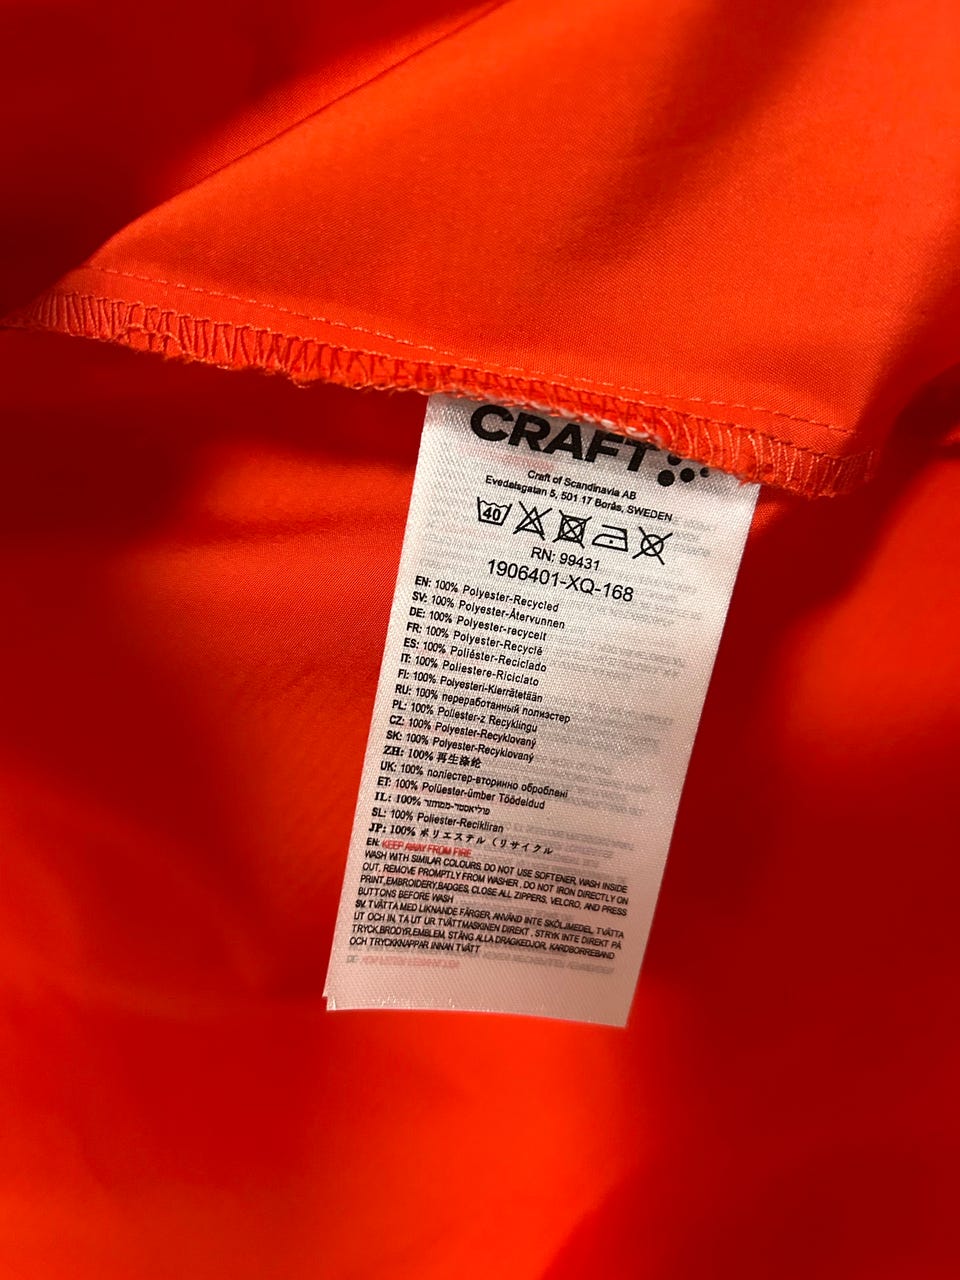 CRAFT
Craft of Scandinavia AB
Evedalsgatan 5, 501 17 Borås, SWEDEN
40
RN: 99431
1906401-XQ-168
EN: 100% Polyester-Recycled
SV: 100% Polyester-Återvunnen
DE: 100% Polyester-recycelt
FR: 100% Polyester-Recyclé
ES: 100% Poliéster-Reciclado
IT: 100% Poliestere-Riciclato
FI: 100% Polyesteri-Kierrätetään
RU: 100% переработанный полиэстер
PL: 100% Poliester-z Recyklingu
CZ: 100% Polyester-Recyklovaný
SK: 100% Polyester-Recyklovaný
ZH: 100% 再生涤纶
UK: 100% поліестер-вторинно оброблені
ET: 100% Polüester-ümber Töödeldud
IL: 100% פוליאסטר-ממחזר
SL: 100% Poliester-Recikliran
JP: 100% ポリエステル（リサイクル
EN: KEEP AWAY FROM FIRE
WASH WITH SIMILAR COLOURS, DO NOT USE SOFTENER, WASH INSIDE
OUT, REMOVE PROMPTLY FROM WASHER , DO NOT IRON DIRECTLY ON
PRINT,EMBROIDERY,BADGES, CLOSE ALL ZIPPERS, VELCRO, AND PRESS
BUTTONS BEFORE WASH
SV: TVÄTTA MED LIKNANDE FÄRGER, ANVÄND INTE SKÖLJMEDEL, TVÄTTA
UT OCH IN, TA UT UR TVÄTTMASKINEN DIREKT , STRYK INTE DIREKT PÅ
TRYCK,BRODYR,EMBLEM, STÄNG ALLA DRAGKEDJOR, KARDBORREBAND
OCH TRYCKKNAPPAR INNAN TVÄTT